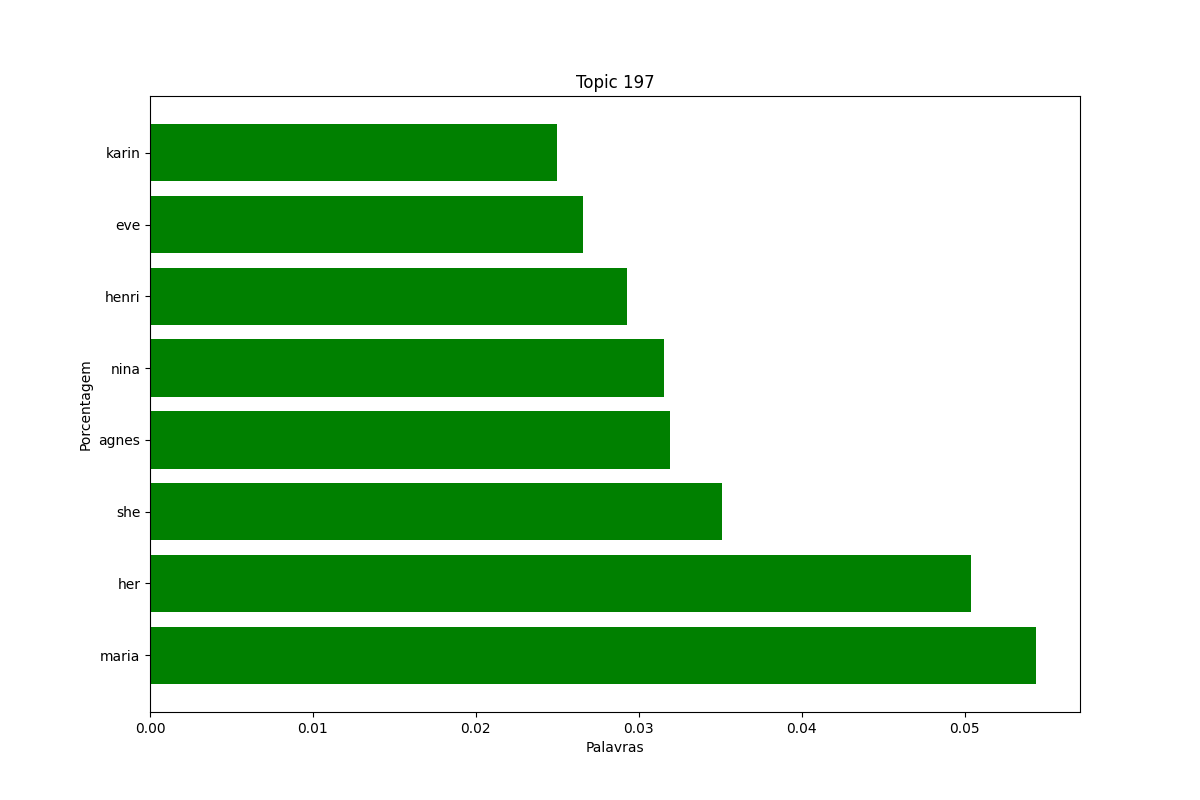 Topic 197
karin
eve
henri
nina
agnes
she
her
maria
Porcentagem
0.00 0.01 0.02 0.03 0.04 0.05
Palavras